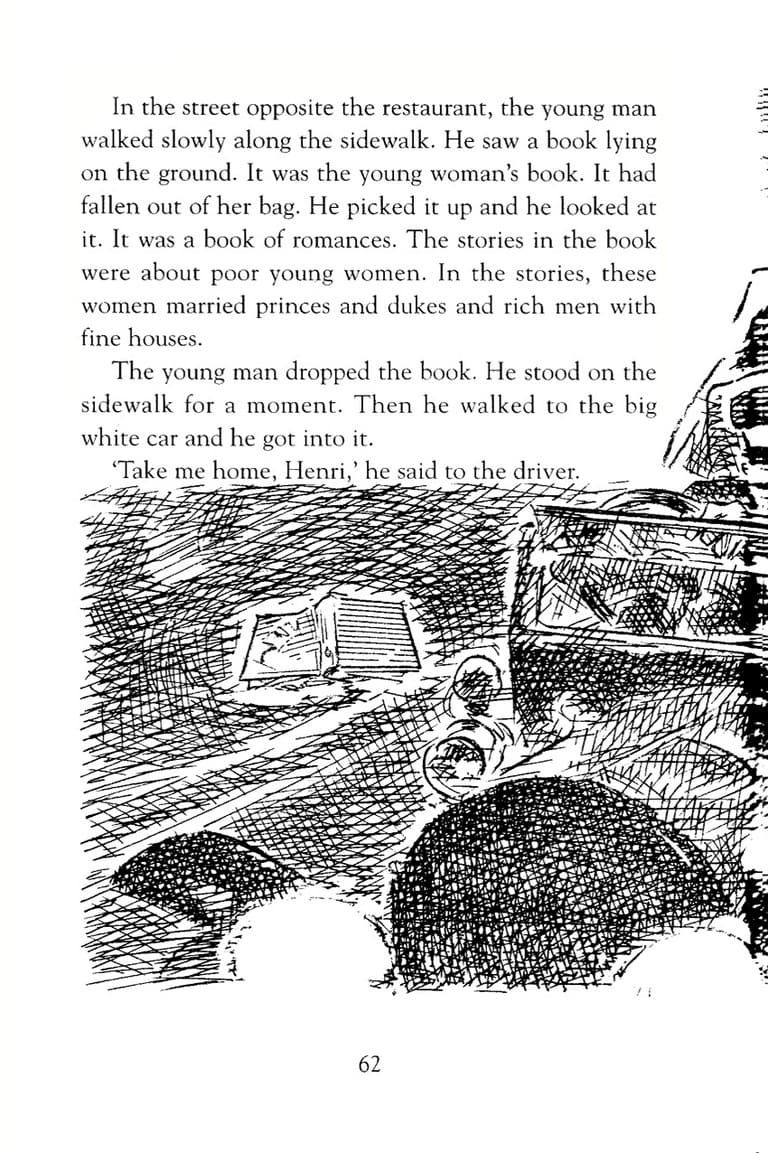 In the street opposite the restaurant, the young man
walked slowly along the sidewalk. He saw a book lying
on the ground. It was the young woman’s book. It had
fallen out of her bag. He picked it up and he looked at
it. It was a book of romances. The stories in the book
were about poor young women. In the stories, these
women married princes and dukes and rich men with
fine houses.
The young man dropped the book. He stood on the
sidewalk for a moment. Then he walked to the big
white car and he got into it.
‘Take me home, Henri,’ he said to the driver.
62